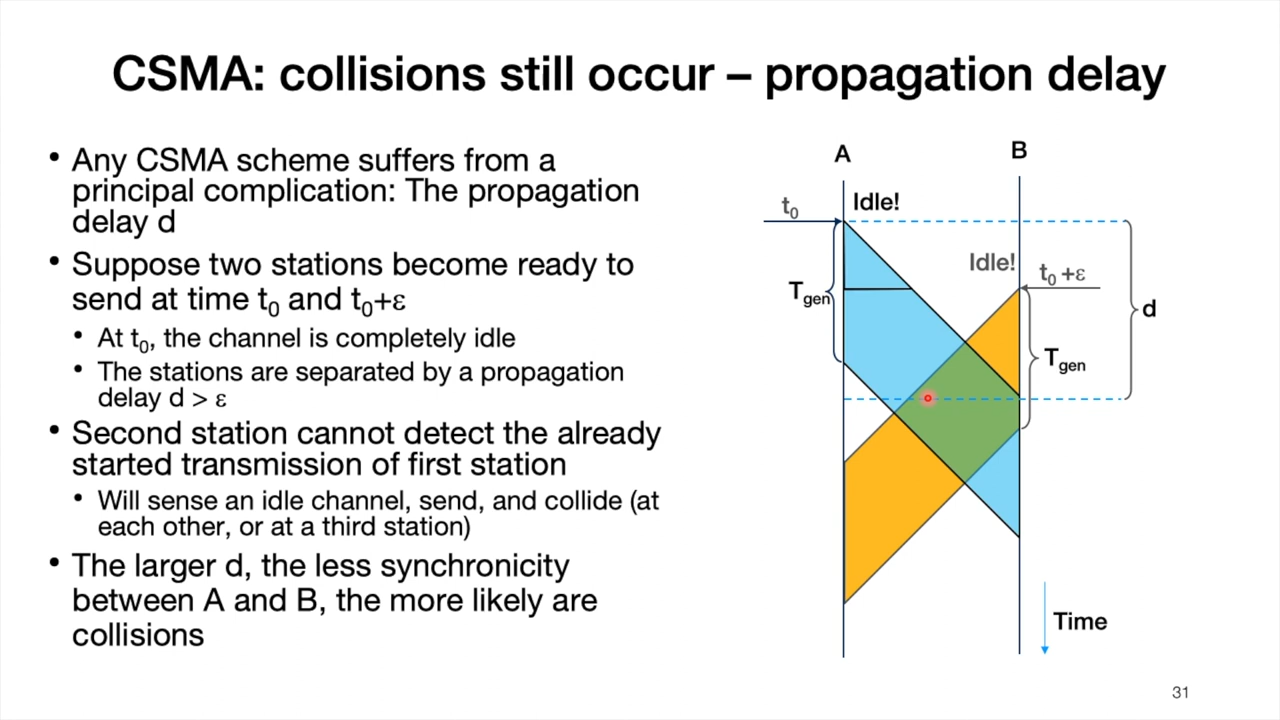 CSMA: collisions still occur – propagation delay
• Any CSMA scheme suffers from a
principal complication: The propagation
delay d
• Suppose two stations become ready to
send at time t₀ and t₀+ε
• At t₀, the channel is completely idle
• The stations are separated by a propagation
delay d > ε
• Second station cannot detect the already
started transmission of first station
• Will sense an idle channel, send, and collide (at
each other, or at a third station)
• The larger d, the less synchronicity
between A and B, the more likely are
collisions
A
B
t₀
Idle!
Idle!
t₀ +ε
Tgen
d
Tgen
Time
31